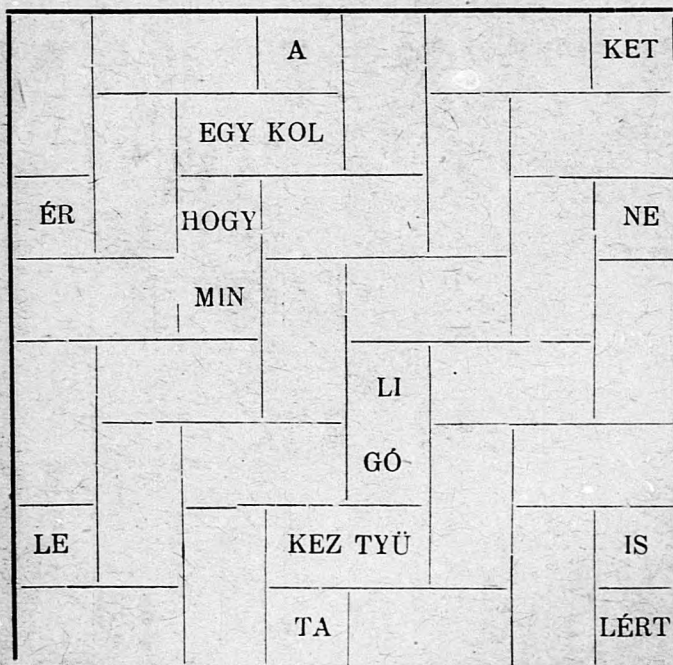 A KET
EGY KOL
ÉR HOGY NE
MIN
LI
GÓ
LE KEZ TYÜ IS
TA LÉRT